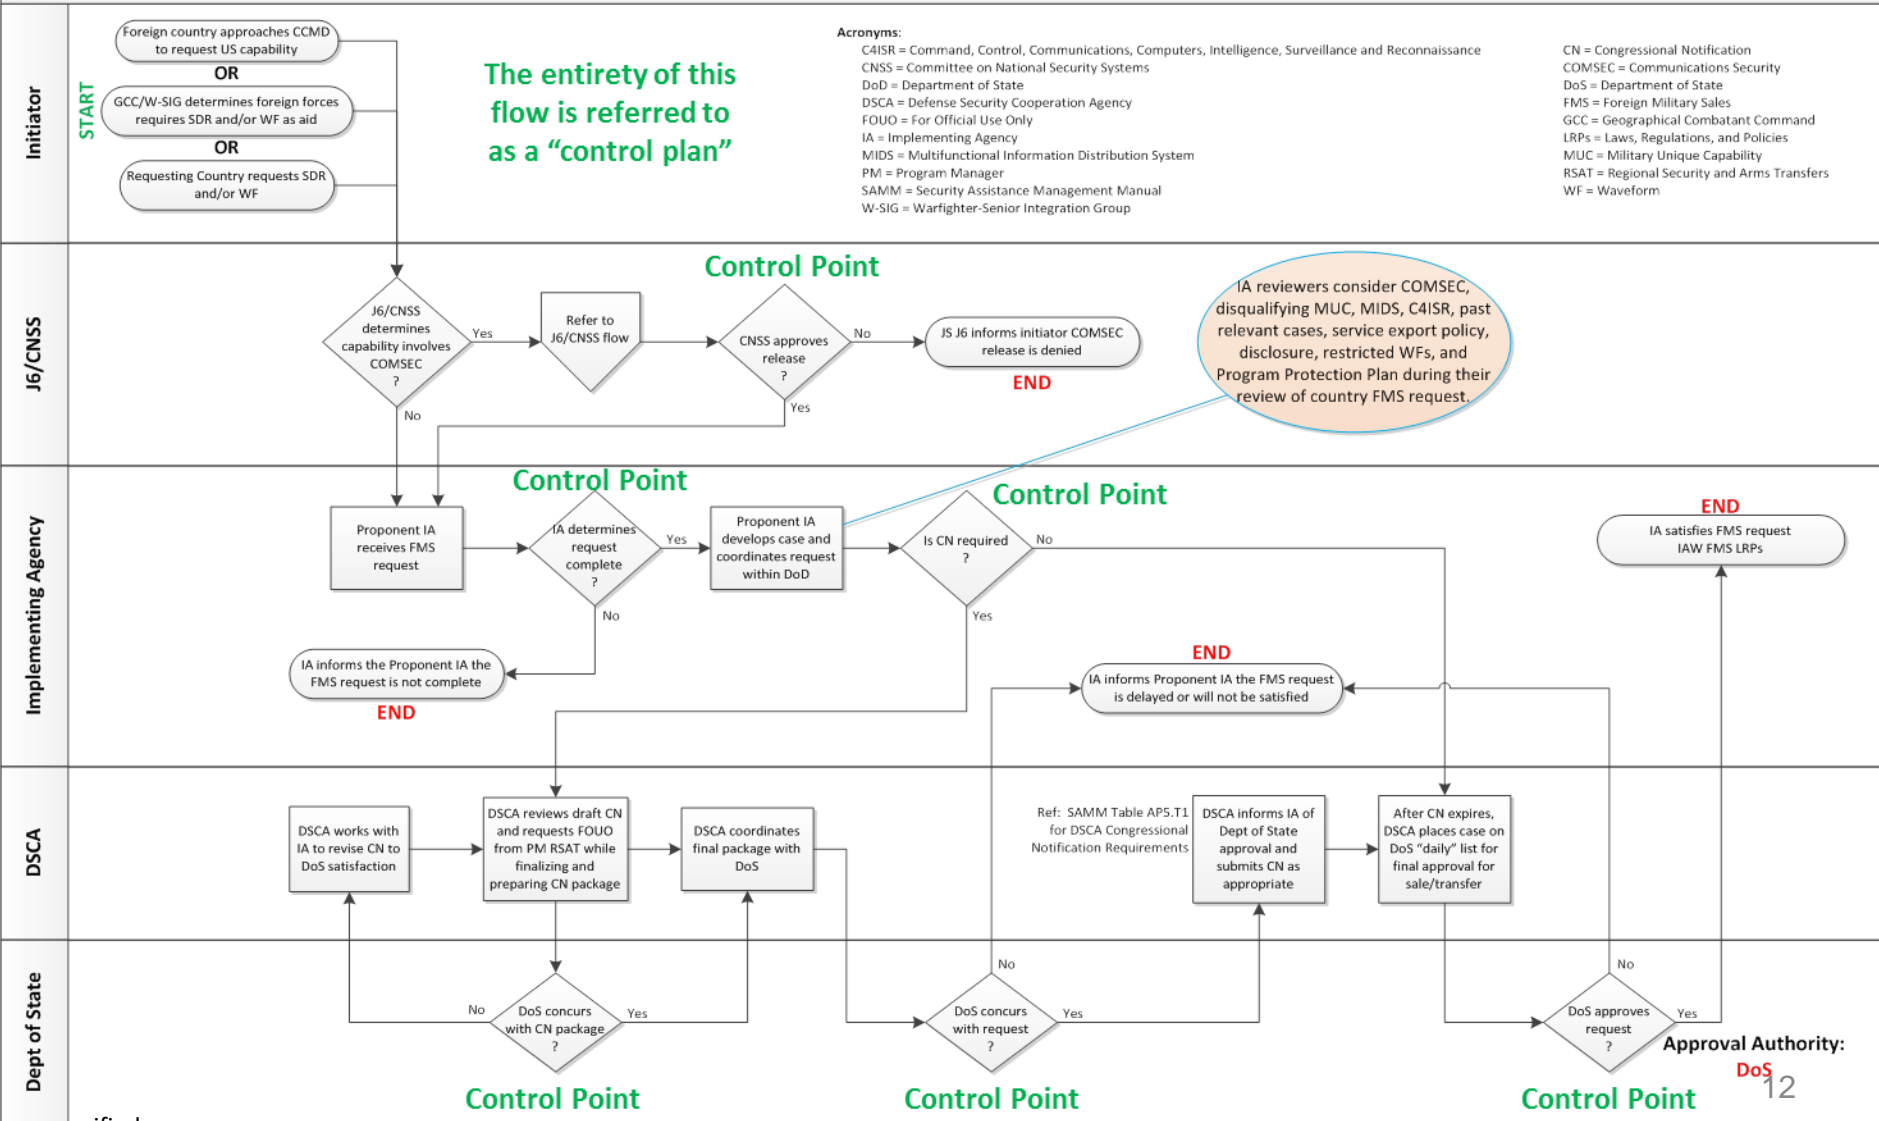 Initiator
START
Foreign country approaches CCMD
to request US capability
OR
GCC/W-SIG determines foreign forces
requires SDR and/or WF as aid
OR
Requesting Country requests SDR
and/or WF
The entirety of this
flow is referred to
as a “control plan”
Acronyms:
C4ISR = Command, Control, Communications, Computers, Intelligence, Surveillance and Reconnaissance
CNSS = Committee on National Security Systems
DoD = Department of State
DSCA = Defense Security Cooperation Agency
FOUO = For Official Use Only
IA = Implementing Agency
MIDS = Multifunctional Information Distribution System
PM = Program Manager
SAMM = Security Assistance Management Manual
W-SIG = Warfighter-Senior Integration Group
CN = Congressional Notification
COMSEC = Communications Security
DoS = Department of State
FMS = Foreign Military Sales
GCC = Geographical Combatant Command
LRPs = Laws, Regulations, and Policies
MUC = Military Unique Capability
RSAT = Regional Security and Arms Transfers
WF = Waveform
J6/CNSS
J6/CNSS
determines
capability involves
COMSEC
?
Yes
No
Refer to
J6/CNSS flow
Control Point
CNSS approves
release
?
No
Yes
JS J6 informs initiator COMSEC
release is denied
END
IA reviewers consider COMSEC,
disqualifying MUC, MIDS, C4ISR, past
relevant cases, service export policy,
disclosure, restricted WFs, and
Program Protection Plan during their
review of country FMS request.
Implementing Agency
Proponent IA
receives FMS
request
Control Point
IA determines
request
complete
?
Yes
No
IA informs the Proponent IA the
FMS request is not complete
END
Proponent IA
develops case and
coordinates request
within DoD
Control Point
Is CN required
?
No
Yes
END
IA informs Proponent IA the FMS request
is delayed or will not be satisfied
END
IA satisfies FMS request
IAW FMS LRPs
DSCA
DSCA works with
IA to revise CN to
DoS satisfaction
DSCA reviews draft CN
and requests FOUO
from PM RSAT while
finalizing and
preparing CN package
DSCA coordinates
final package with
DoS
Ref: SAMM Table AP5.T1
for DSCA Congressional
Notification Requirements
DSCA informs IA of
Dept of State
approval and
submits CN as
appropriate
After CN expires,
DSCA places case on
DoS “daily” list for
final approval for
sale/transfer
Dept of State
No
DoS concurs
with CN package
?
Yes
Control Point
No
DoS concurs
with request
?
Yes
Control Point
No
DoS approves
request
?
Yes
Approval Authority:
DoS
Control Point
12